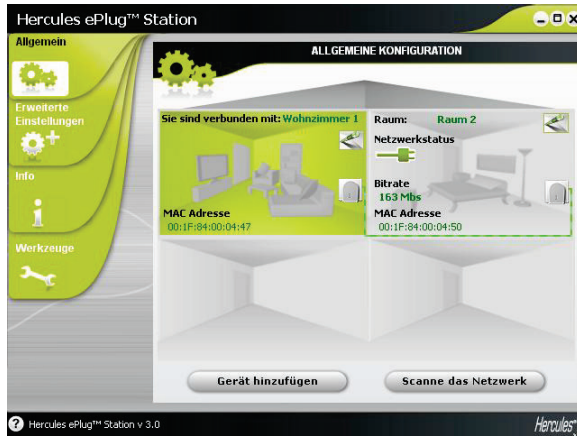 Hercules ePlug™ Station
Allgemein
Erweiterte
Einstellungen
Info
Werkzeuge
ALLGEMEINE KONFIGURATION
Sie sind verbunden mit: Wohnzimmer 1
MAC Adresse
00:1F:84:00:04:47
Raum: Raum 2
Netzwerkstatus
Bitrate
163 Mbs
MAC Adresse
00:1F:84:00:04:50
Gerät hinzufügen
Scanne das Netzwerk
? Hercules ePlug™ Station v 3.0
Hercules